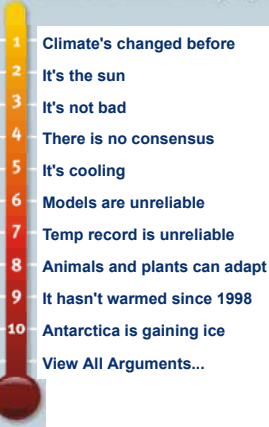 1 Climate's changed before
2 It's the sun
3 It's not bad
4 There is no consensus
5 It's cooling
6 Models are unreliable
7 Temp record is unreliable
8 Animals and plants can adapt
9 It hasn't warmed since 1998
10 Antarctica is gaining ice
View All Arguments...